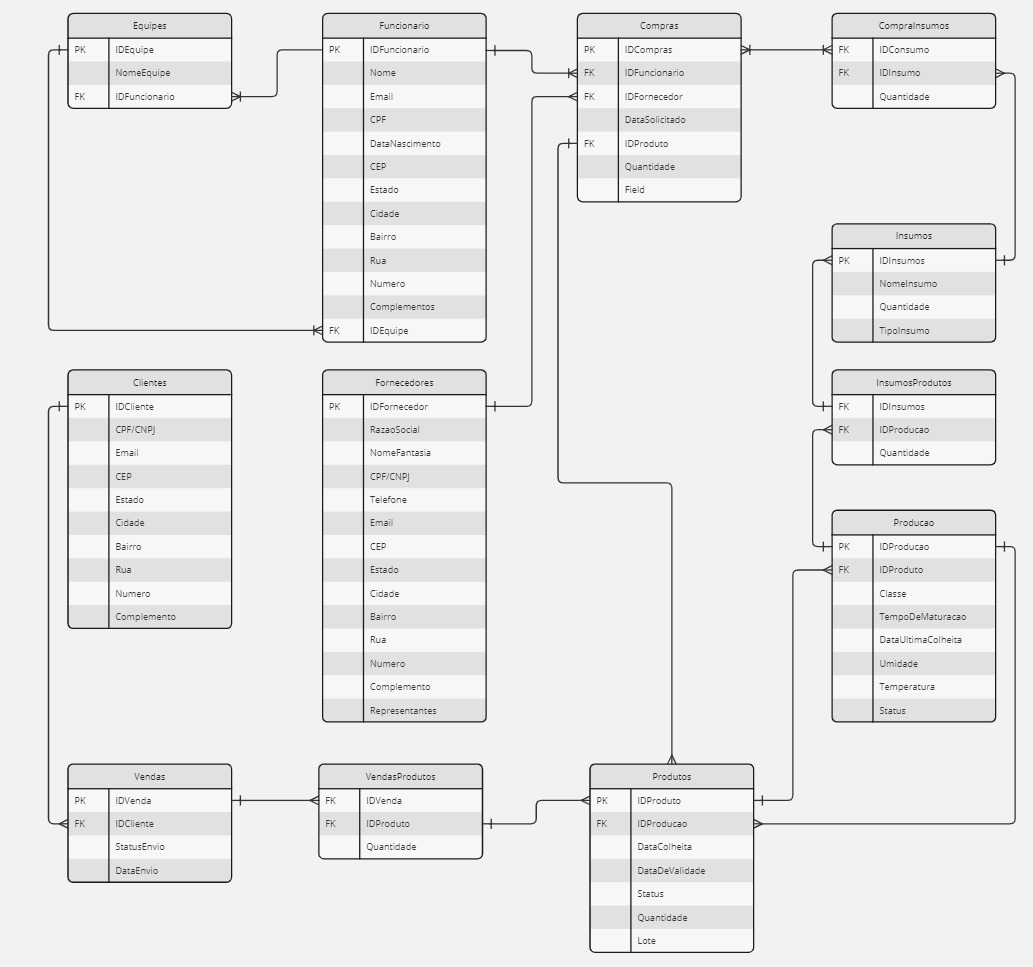 Equipes
PK IDEquipe
NomeEquipe
FK IDFuncionario
Funcionario
PK IDFuncionario
Nome
Email
CPF
DataNascimento
CEP
Estado
Cidade
Bairro
Rua
Numero
Complementos
FK IDEquipe
Compras
PK IDCompras
FK IDFuncionario
FK IDFornecedor
DataSolicitado
FK IDProduto
Quantidade
Field
CompraInsumos
FK IDConsumo
FK IDInsumo
Quantidade
Insumos
PK IDInsumos
NomeInsumo
Quantidade
TipoInsumo
Clientes
PK IDCliente
CPF/CNPJ
Email
CEP
Estado
Cidade
Bairro
Rua
Numero
Complemento
Fornecedores
PK IDFornecedor
RazaoSocial
NomeFantasia
CPF/CNPJ
Telefone
Email
CEP
Estado
Cidade
Bairro
Rua
Numero
Complemento
Representantes
InsumosProdutos
FK IDInsumos
FK IDProducao
Quantidade
Producao
PK IDProducao
FK IDProduto
Classe
TempoDeMaturacao
DataUltimaColheita
Umidade
Temperatura
Status
Vendas
PK IDVenda
FK IDCliente
StatusEnvio
DataEnvio
VendasProdutos
FK IDVenda
FK IDProduto
Quantidade
Produtos
PK IDProduto
FK IDProducao
DataColheita
DataDeValidade
Status
Quantidade
Lote